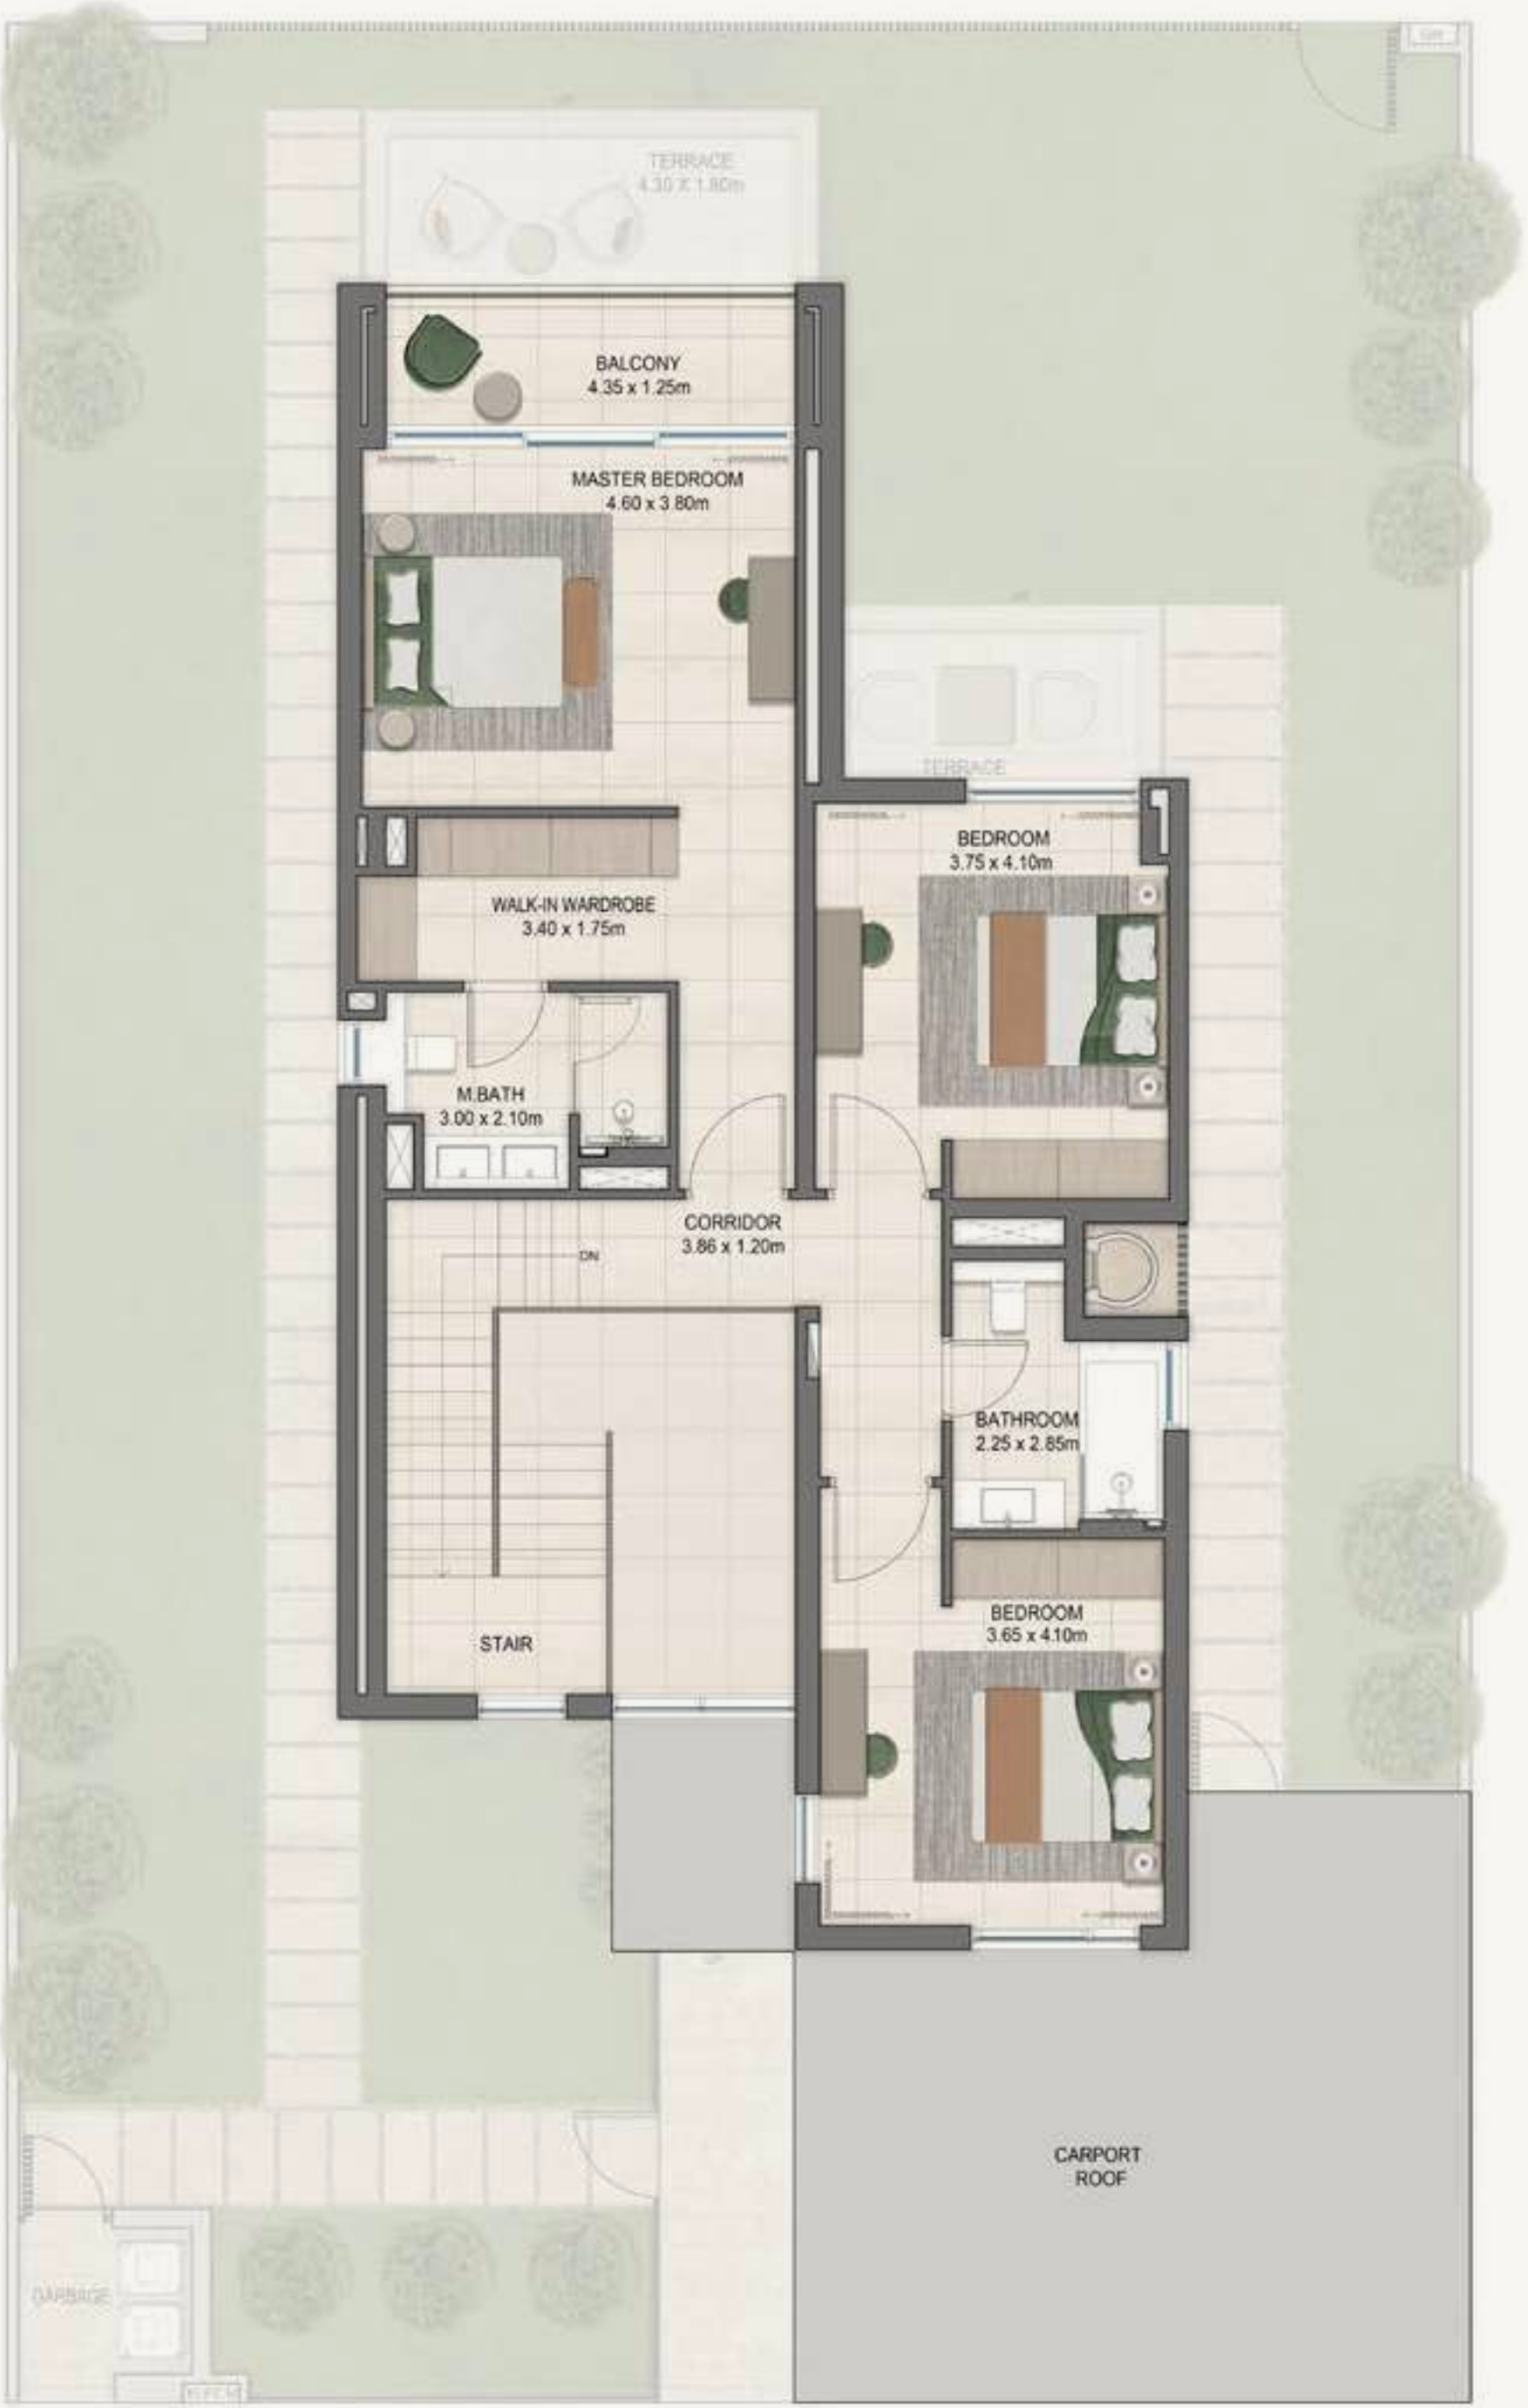 TERRACE
4.30 X 1.80m
BALCONY
4.35 x 1.25m
MASTER BEDROOM
4.60 x 3.80m
TERRACE
BEDROOM
3.75 x 4.10m
WALK-IN WARDROBE
3.40 x 1.75m
M.BATH
3.00 x 2.10m
CORRIDOR
3.86 x 1.20m
DN
BATHROOM
2.25 x 2.85m
BEDROOM
3.65 x 4.10m
STAIR
CARPORT
ROOF
GARBAGE